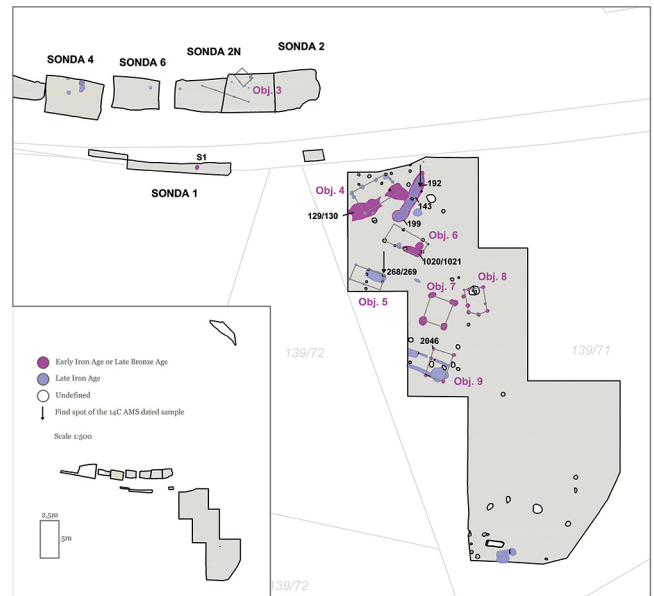 SONDA 4
SONDA 6
SONDA 2N
SONDA 2
Obj. 3
S1
SONDA 1
Obj. 4
192
143
129/130
199
Obj. 6
1020/1021
268/269
Obj. 5
Obj. 7
Obj. 8
2046
Obj. 9
139/72
139/71
Early Iron Age or Late Bronze Age
Late Iron Age
Undefined
Find spot of the 14C AMS dated sample
Scale 1:500
2,5m
5m
139/72